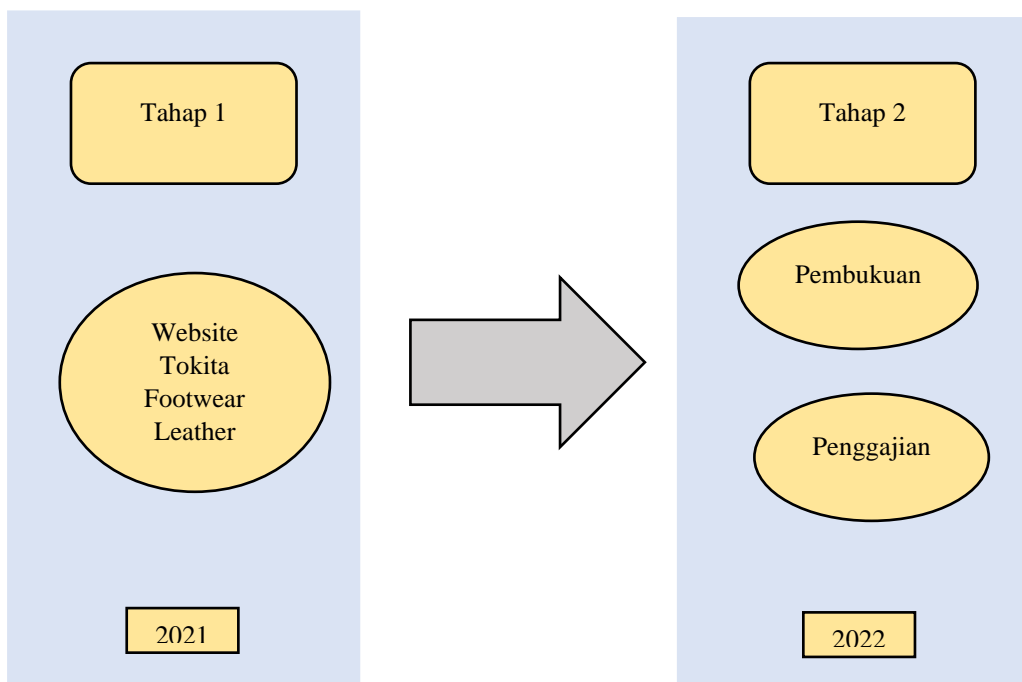 Tahap 1
Website
Tokita
Footwear
Leather
2021
Tahap 2
Pembukuan
Penggajian
2022